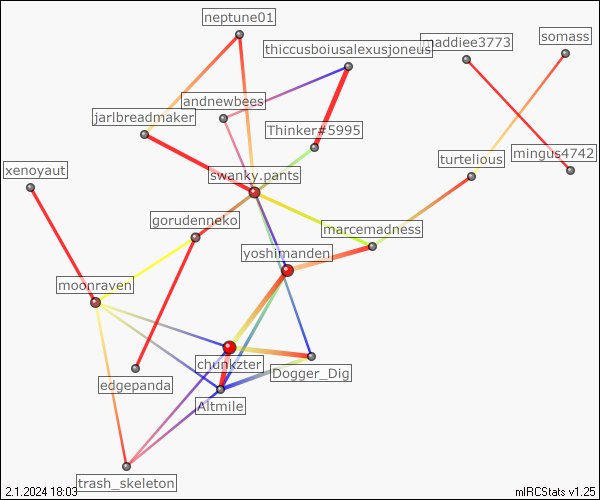 neptune01
somass
maddiee3773
thiccusboiusalexusjoneus
andnewbees
jarlbreadmaker
Thinker#5995
mingus4742
turtelious
xenoyaut
swanky.pants
gorudenneko
marcemadness
yoshimanden
moonraven
chunkzter
Dogger_Dig
edgepanda
Altmile
trash_skeleton
2.1.2024 18:03
mIRCStats v1.25